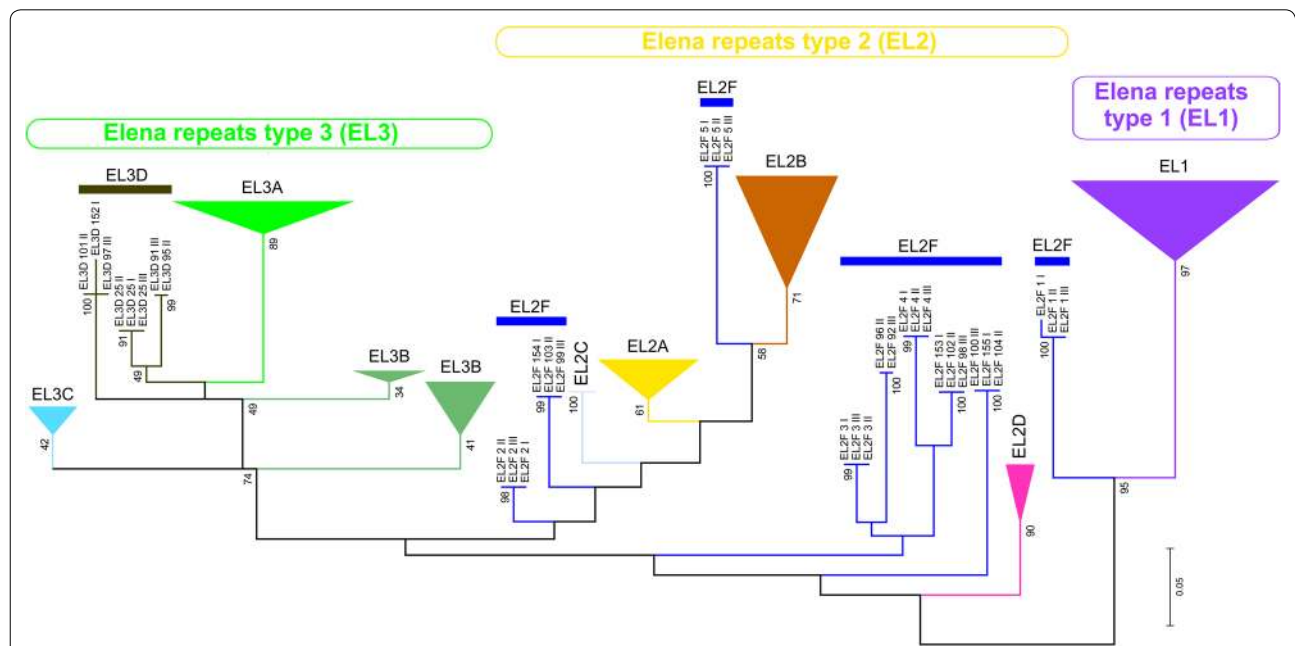 Elena repeats type 2 (EL2)
Elena repeats
type 1 (EL1)
Elena repeats type 3 (EL3)
EL2F
EL2F 5 I
EL2F 5 II
EL2F 5 III
100
EL2B
71
58
EL1
97
EL3D
EL3D 101 II
EL3D 152 I
EL3D 97 III
100
EL3D 25 II
EL3D 25 I
EL3D 25 III
91
EL3D 91 III
EL3D 95 II
99
49
EL3A
89
EL3C
42
49
EL3B
34
EL3B
41
74
EL2F
EL2F 154 I
EL2F 103 II
EL2F 99 III
99
EL2F 2 II
EL2F 2 III
EL2F 2 I
98
EL2C
100
EL2A
61
EL2F
EL2F 3 I
EL2F 3 III
EL2F 3 II
99
EL2F 96 II
EL2F 92 III
100
EL2F 4 I
EL2F 4 II
EL2F 4 III
99
EL2F 153 I
EL2F 102 II
EL2F 98 III
100
EL2F 100 III
EL2F 155 I
EL2F 104 II
100
EL2D
90
EL2F
EL2F 1 I
EL2F 1 II
EL2F 1 III
100
95
0.05